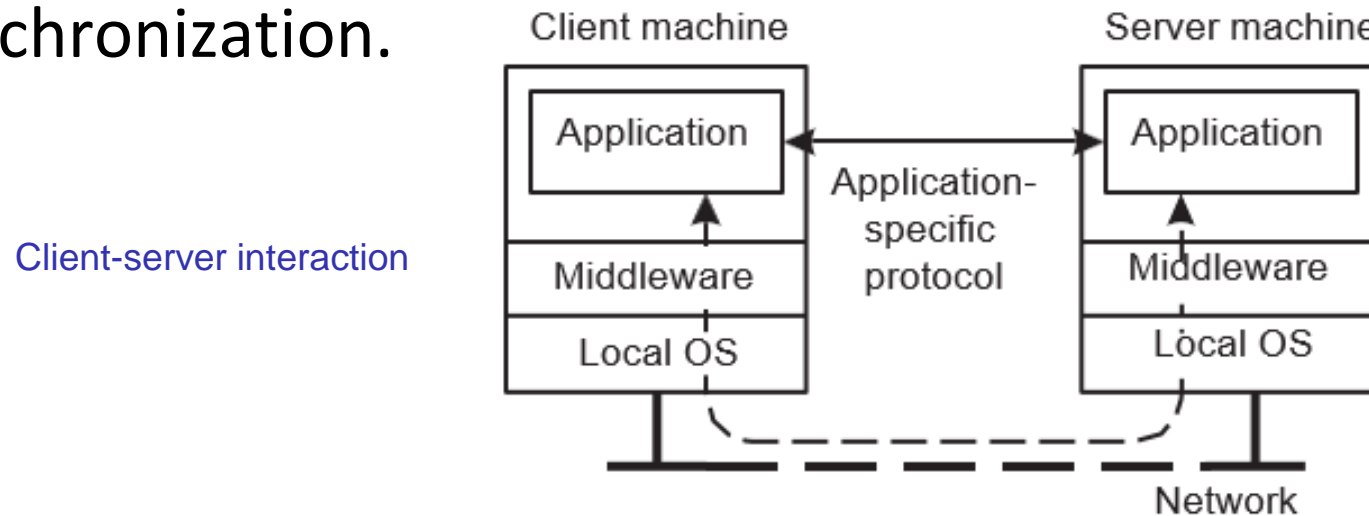 chronization.
Client machine
Server machine
Application
Application
Application-
specific
protocol
Client-server interaction
Middleware
Middleware
Local OS
Local OS
Network